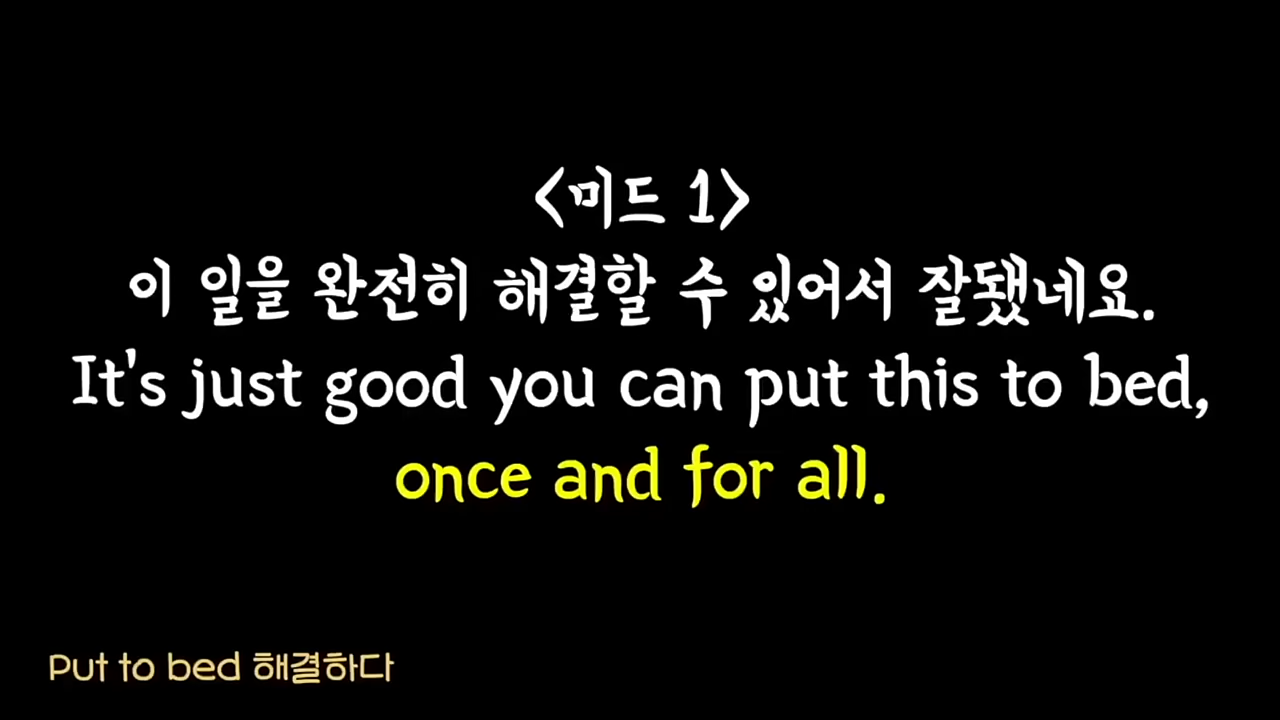 <미드 1>
이 일을 완전히 해결할 수 있어서 잘됐네요.
It's just good you can put this to bed,
once and for all.
Put to bed 해결하다